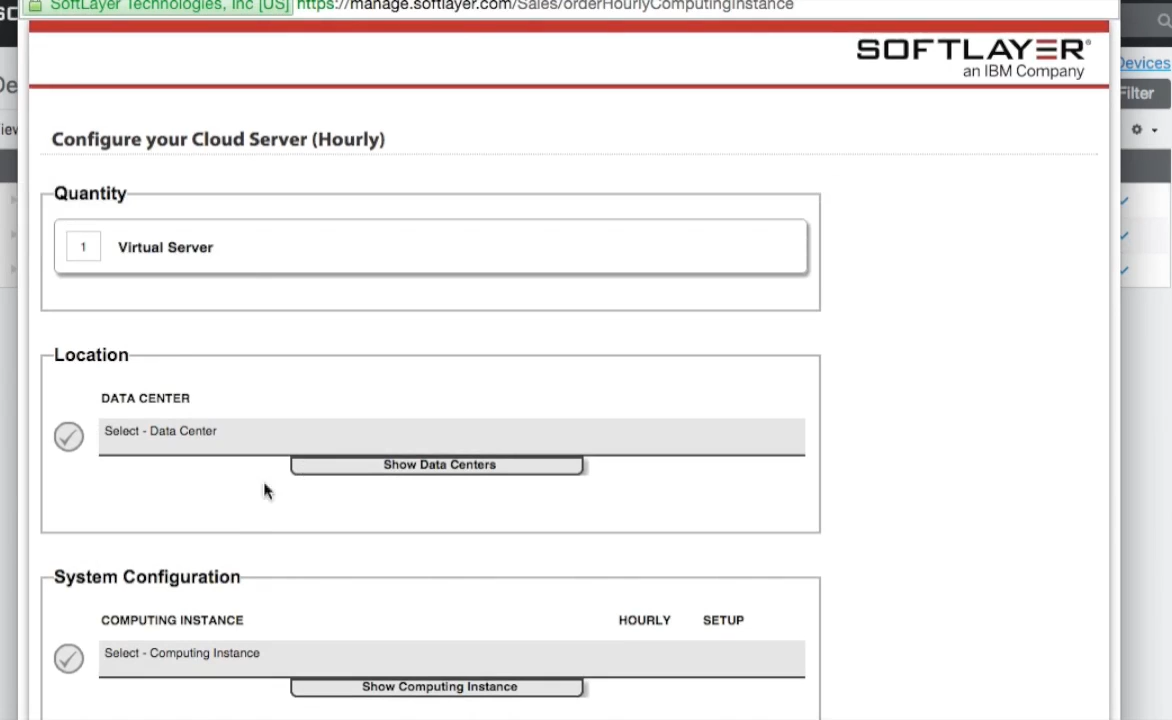 SoftLayer Technologies, Inc [US] https://manage.softlayer.com/Sales/orderHourlyComputingInstance
SOFTLAYER®
an IBM Company
Devices
Filter
Configure your Cloud Server (Hourly)
Quantity
1 Virtual Server
Location
DATA CENTER
Select - Data Center
Show Data Centers
System Configuration
COMPUTING INSTANCE HOURLY SETUP
Select - Computing Instance
Show Computing Instance